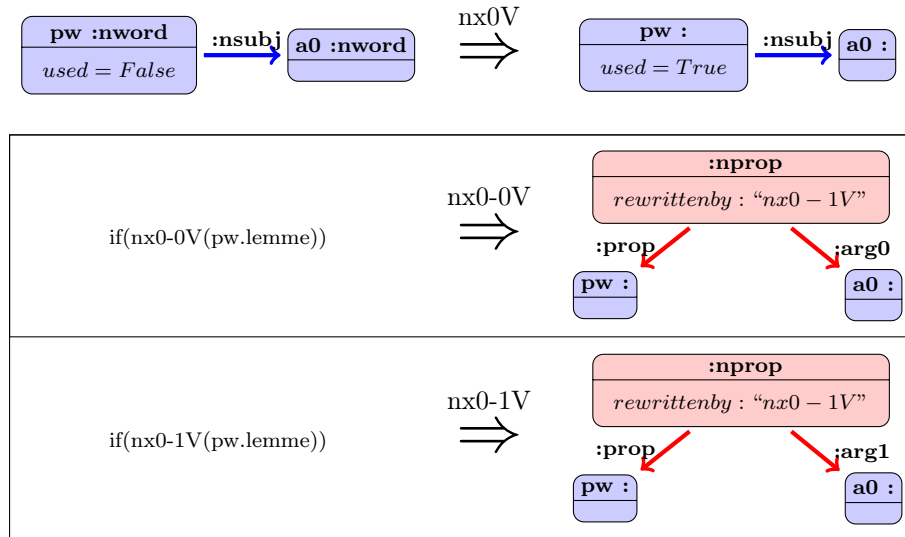 nx0V
pw :nword
:nsubj
a0 :nword
used = False
pw :
:nsubj
a0 :
used = True
:nprop
nx0-0V
rewrittenby : “nx0 − 1V”
if(nx0-0V(pw.lemme))
:prop
:arg0
pw :
a0 :
:nprop
nx0-1V
rewrittenby : “nx0 − 1V”
if(nx0-1V(pw.lemme))
:prop
:arg1
pw :
a0 :